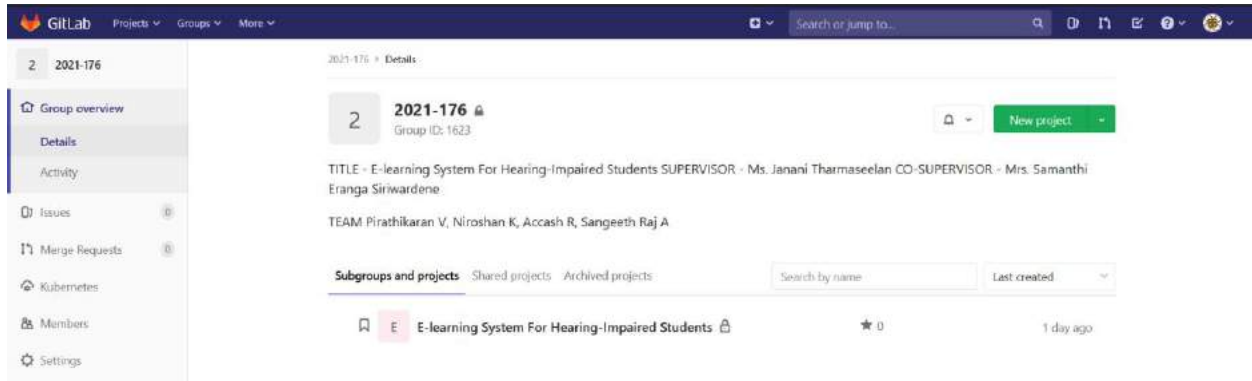 GitLab Projects Groups More Search or jump to...
2 2021-176
Group overview
Details
Activity
Issues 0
Merge Requests 0
Kubernetes
Members
Settings
2021-176 > Details
2
2021-176
Group ID: 1623
New project
TITLE - E-learning System For Hearing-Impaired Students SUPERVISOR - Ms. Janani Tharmaseelan CO-SUPERVISOR - Mrs. Samanthi
Eranga Siriwardene
TEAM Pirathikaran V, Niroshan K, Accash R, Sangeeth Raj A
Subgroups and projects Shared projects Archived projects Search by name Last created
E E-learning System For Hearing-Impaired Students 0 1 day ago